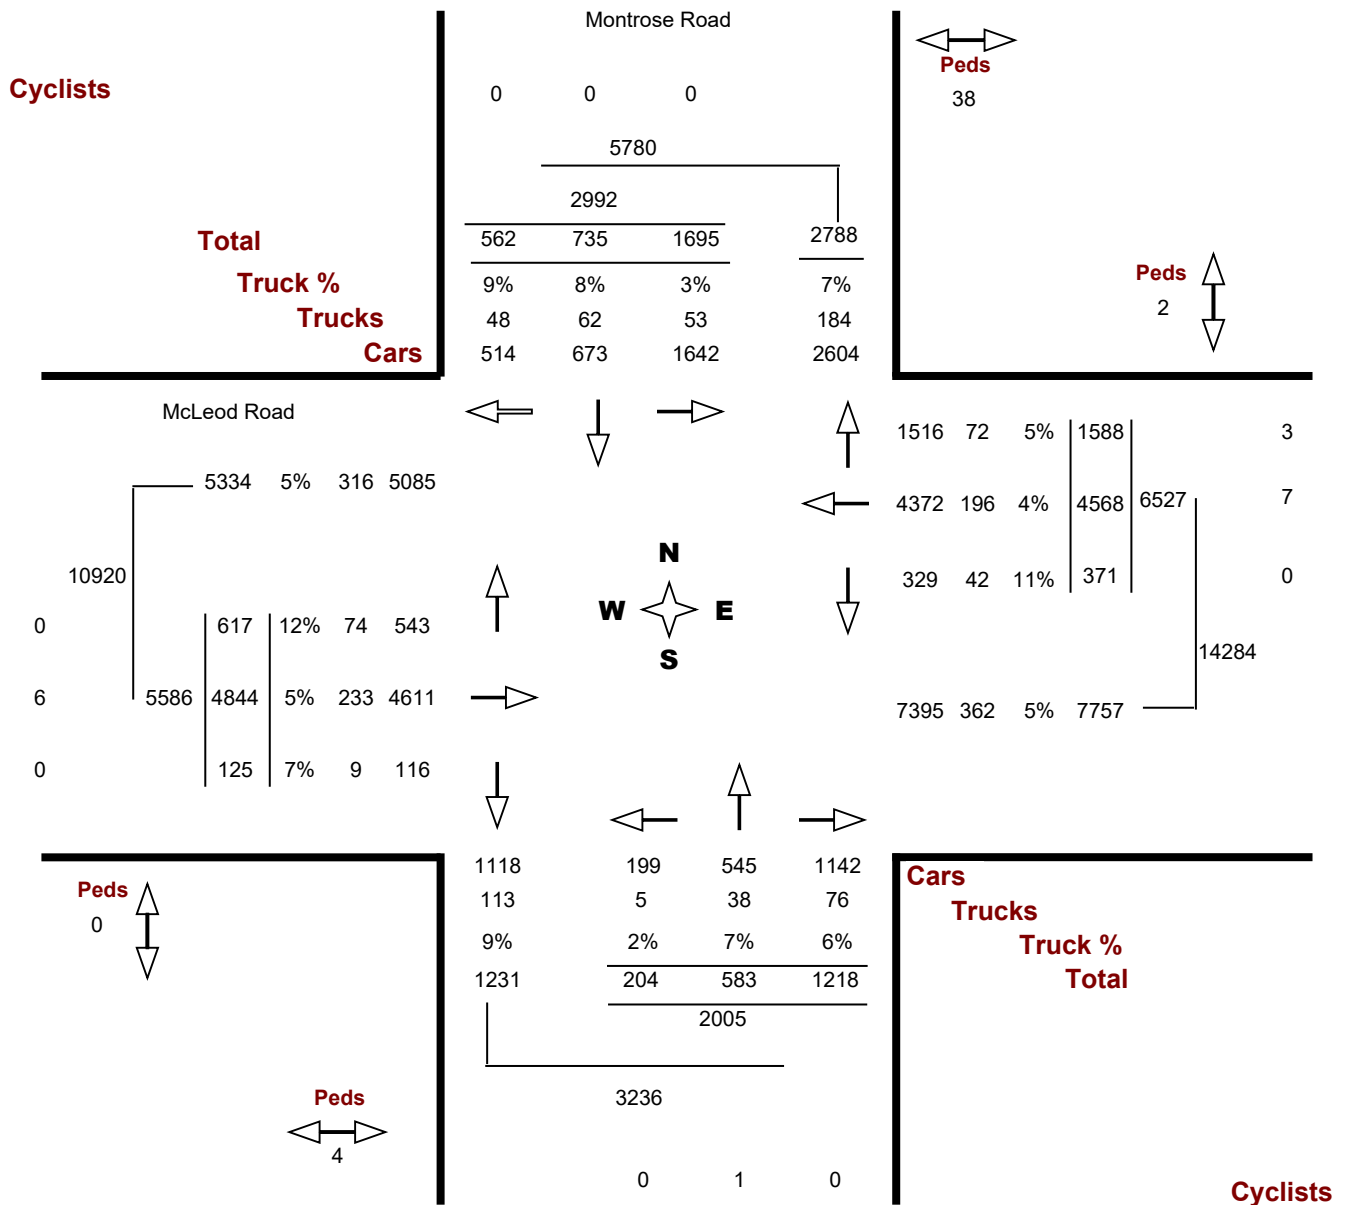 Montrose Road
Peds
38
Cyclists
0 0 0
5780
2992
Total 562 735 1695 2788
Truck % 9% 8% 3% 7%
Trucks 48 62 53 184
Cars 514 673 1642 2604
Peds
2
McLeod Road
1516 72 5% 1588 3
5334 5% 316 5085
4372 196 4% 4568 6527 7
N
10920
329 42 11% 371 0
W E
0 617 12% 74 543
S
14284
6 5586 4844 5% 233 4611
7395 362 5% 7757
0 125 7% 9 116
1118 199 545 1142
Cars
Peds
113 5 38 76
Trucks
0
9% 2% 7% 6%
Truck %
1231 204 583 1218
Total
2005
3236
Peds
4
0 1 0
Cyclists